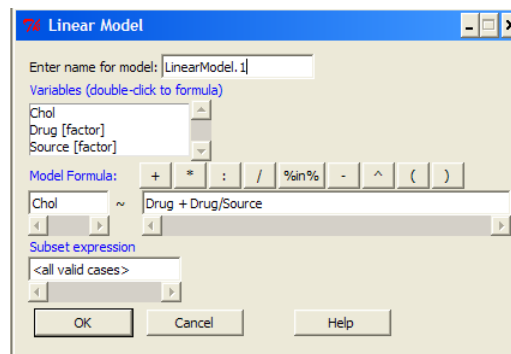 Linear Model
Enter name for model: LinearModel.1
Variables (double-click to formula)
Chol
Drug [factor]
Source [factor]
Model Formula: + * : / %in% - ^ ( )
Chol ~ Drug + Drug/Source
Subset expression
<all valid cases>
OK Cancel Help